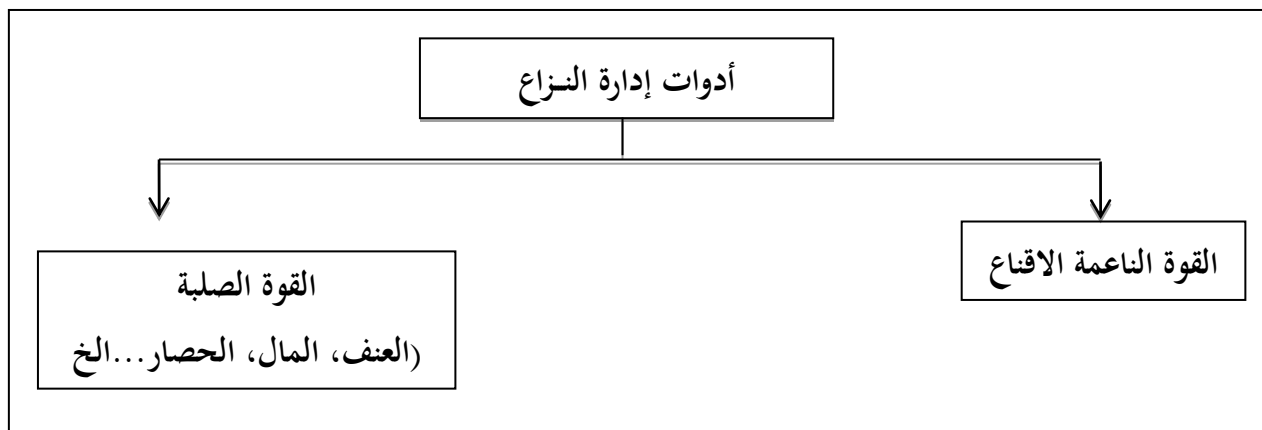 أدوات إدارة النـزاع
القوة الناعمة الاقناع
القوة الصلبة
(العنف، المال، الحصار...الخ